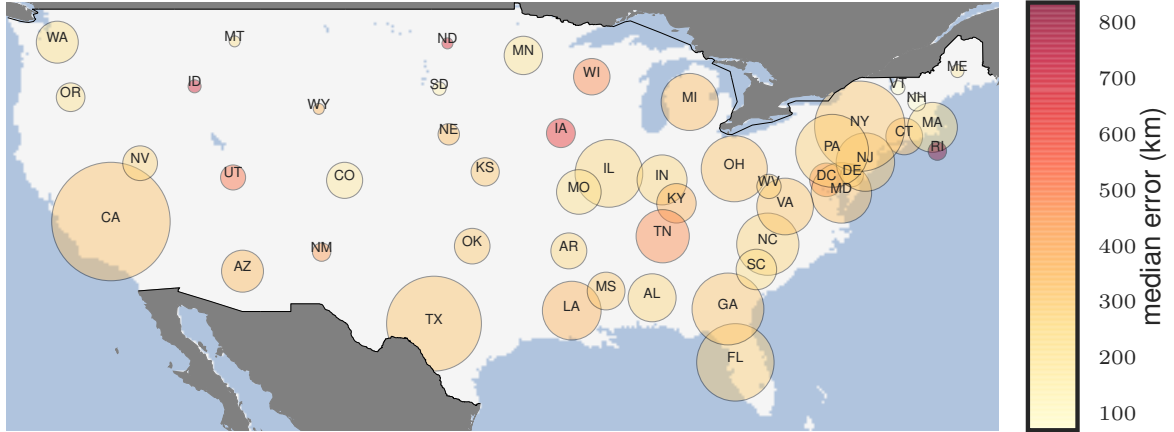 WA
MT
ND
MN
WI
MI
ME
VT
NH
OR
ID
WY
SD
NE
IA
NY
MA
CT
RI
PA
NJ
NV
UT
CO
KS
MO
IL
IN
KY
OH
WV
DC
DE
MD
VA
CA
AZ
NM
OK
AR
TN
NC
SC
TX
LA
MS
AL
GA
FL
800
700
600
500
400
300
200
100
median error (km)